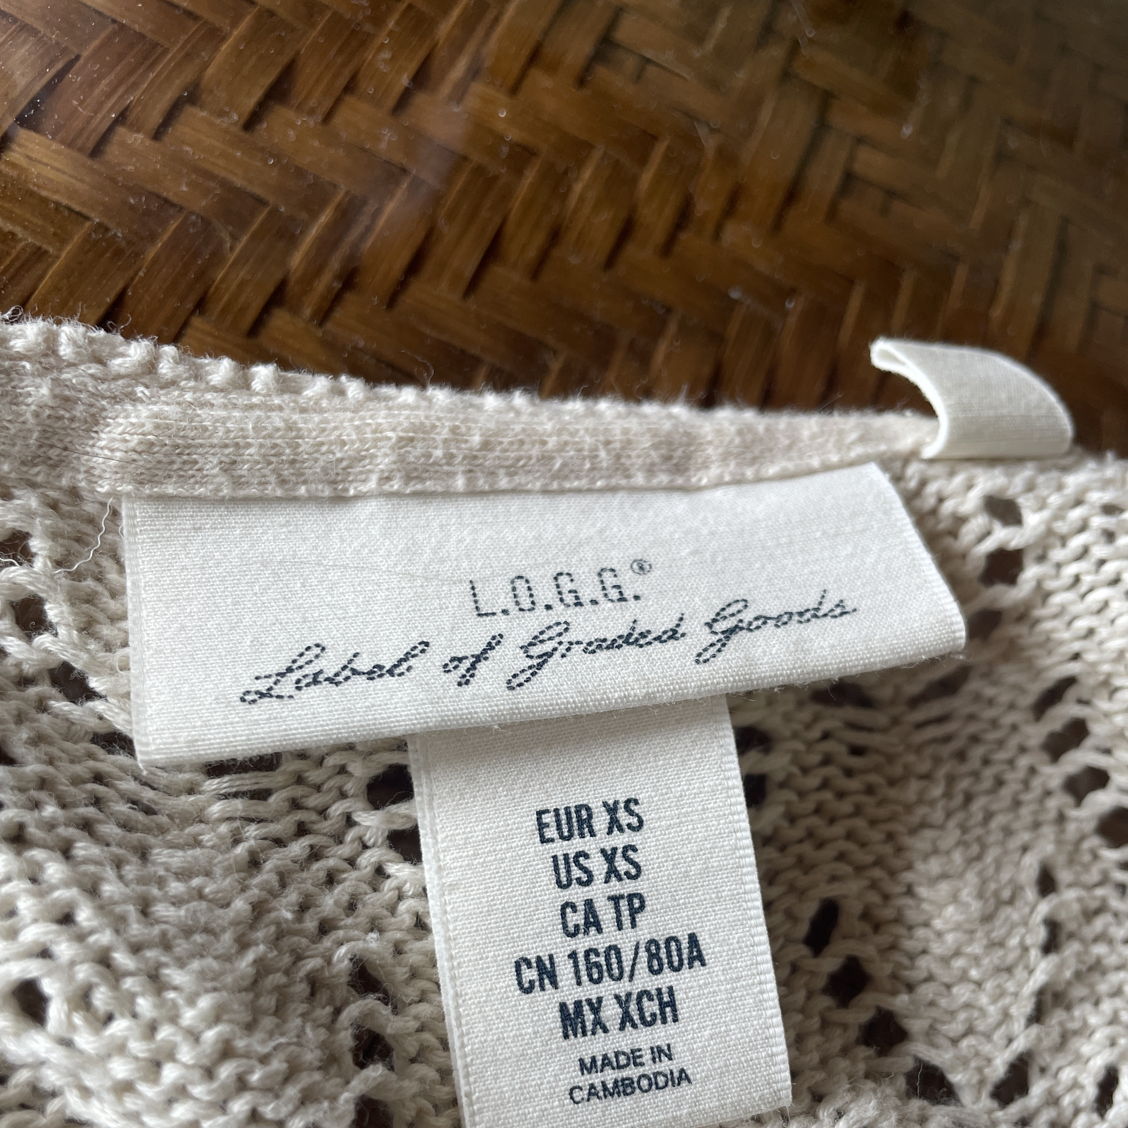 L.O.G.G.®
Label of Graded Goods
EUR XS
US XS
CA TP
CN 160/80A
MX XCH
MADE IN
CAMBODIA